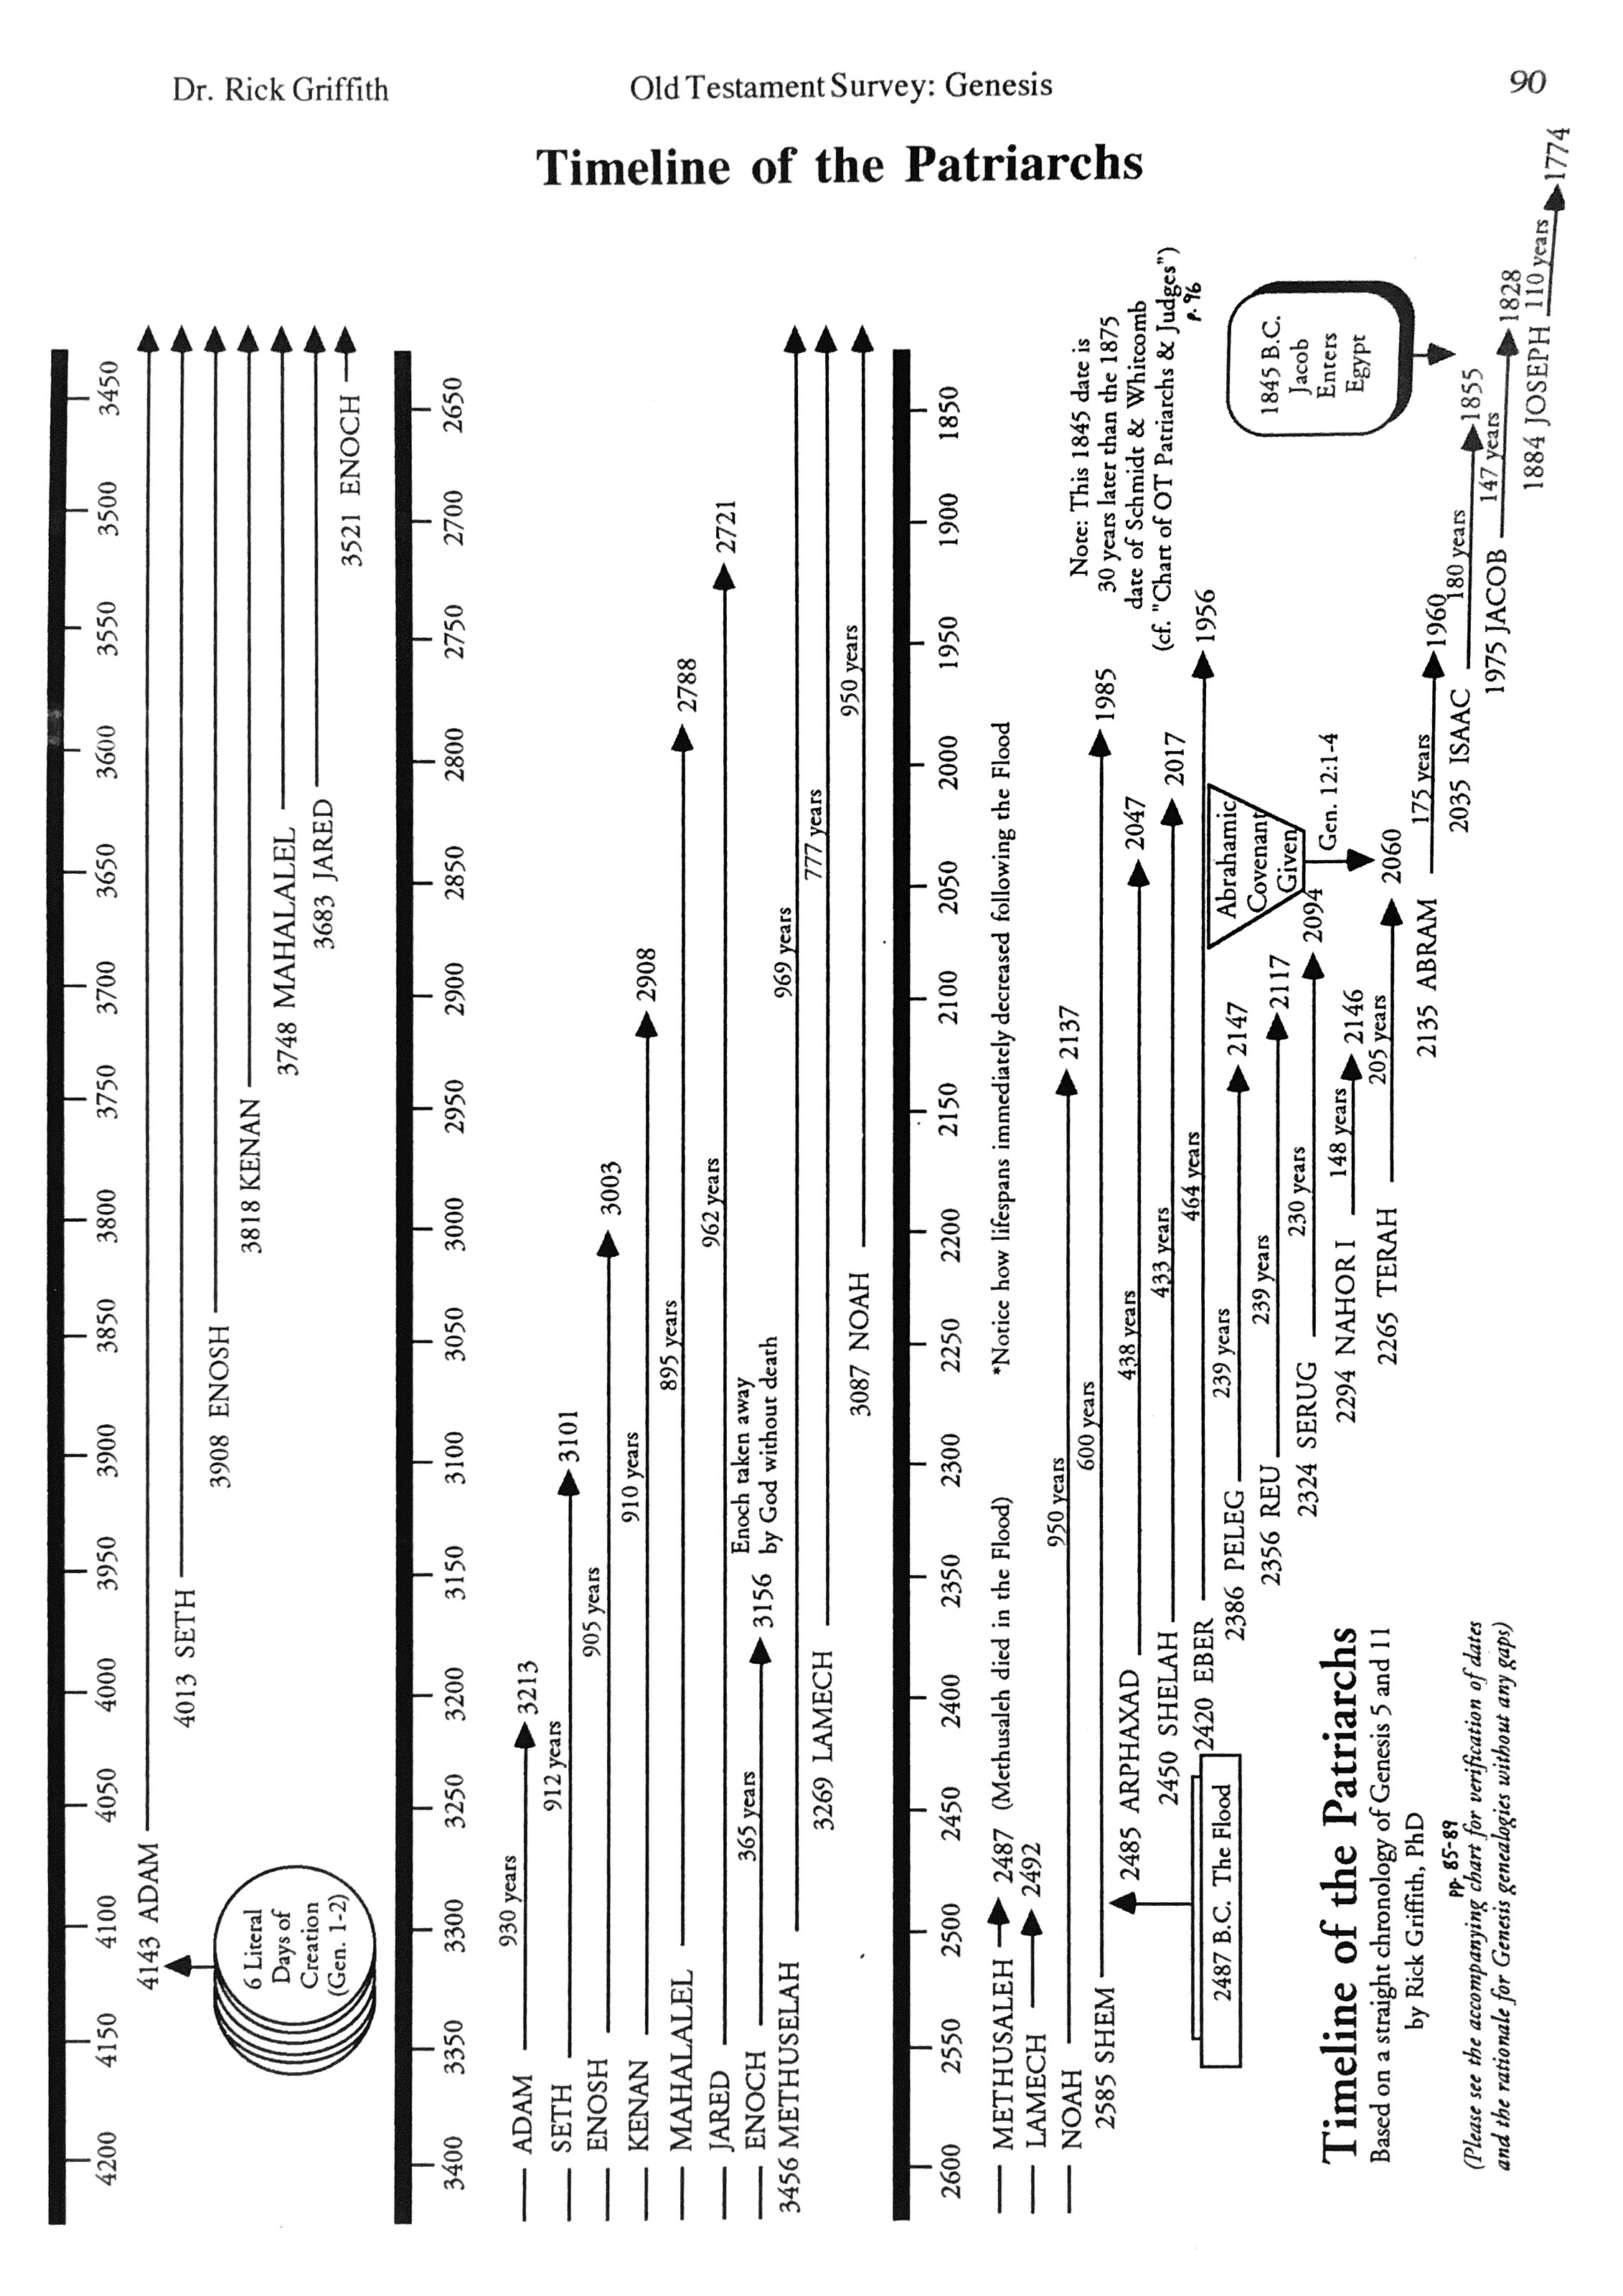 Dr. Rick Griffith
Old Testament Survey: Genesis
90
Timeline of the Patriarchs
4200 4150 4100 4050 4000 3950 3900 3850 3800 3750 3700 3650 3600 3550 3500 3450
4143 ADAM
6 Literal
Days of
Creation
(Gen. 1-2)
4013 SETH
3908 ENOSH
3818 KENAN
3748 MAHALALEL
3683 JARED
3521 ENOCH
3400 3350 3300 3250 3200 3150 3100 3050 3000 2950 2900 2850 2800 2750 2700 2650
ADAM 930 years 3213
SETH 912 years 3101
ENOSH 905 years 3003
KENAN 910 years 2908
MAHALALEL 895 years 2788
JARED 962 years 2721
ENOCH 365 years 3156
Enoch taken away
by God without death
3456 METHUSELAH 969 years
3269 LAMECH 777 years
3087 NOAH 950 years
2600 2550 2500 2450 2400 2350 2300 2250 2200 2150 2100 2050 2000 1950 1900 1850
METHUSALEH 2487 (Methusaleh died in the Flood)
*Notice how lifespans immediately decreased following the Flood
LAMECH 2492
NOAH 950 years 2137
2585 SHEM 600 years 1985
2485 ARPHAXAD 438 years 2047
2450 SHELAH 433 years 2017
2420 EBER 464 years 1956
2487 B.C. The Flood
2386 PELEG 239 years 2147
2356 REU 239 years 2117
2324 SERUG 230 years 2094
2294 NAHOR I 148 years 2146
2265 TERAH 205 years 2060
Abrahamic
Covenant
Given
Gen. 12:1-4
2135 ABRAM 175 years 1960
2035 ISAAC 180 years 1855
1975 JACOB 147 years 1828
1884 JOSEPH 110 years 1774
Note: This 1845 date is
30 years later than the 1875
date of Schmidt & Whitcomb
(cf. "Chart of OT Patriarchs & Judges")
p. 96
1845 B.C.
Jacob
Enters
Egypt
Timeline of the Patriarchs
Based on a straight chronology of Genesis 5 and 11
by Rick Griffith, PhD
pp. 85-89
(Please see the accompanying chart for verification of dates
and the rationale for Genesis genealogies without any gaps)